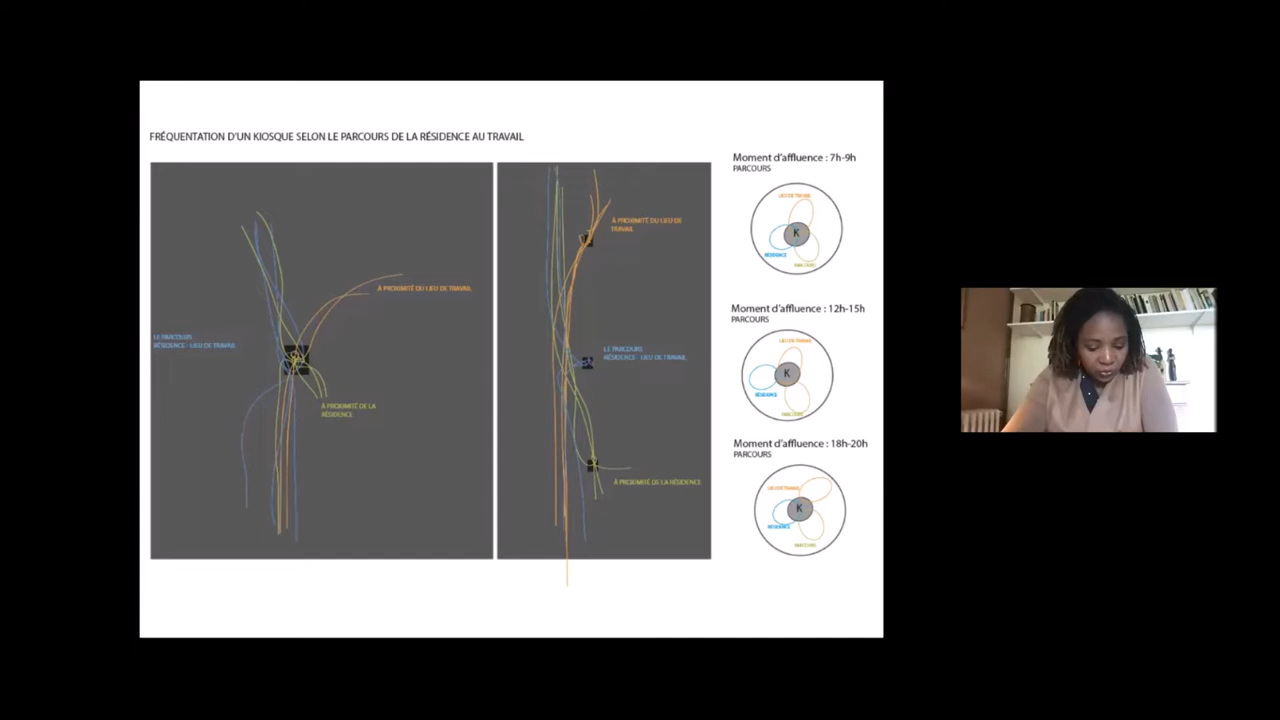 FRÉQUENTATION D'UN KIOSQUE SELON LE PARCOURS DE LA RÉSIDENCE AU TRAVAIL
À PROXIMITÉ DU LIEU DE TRAVAIL
LE PARCOURS
RÉSIDENCE - LIEU DE TRAVAIL
À PROXIMITÉ DE LA
RÉSIDENCE
À PROXIMITÉ DU LIEU DE
TRAVAIL
LE PARCOURS
RÉSIDENCE - LIEU DE TRAVAIL
À PROXIMITÉ DE LA RÉSIDENCE
Moment d'affluence : 7h-9h
PARCOURS
LIEU DE TRAVAIL
K
RÉSIDENCE
PARCOURS
Moment d'affluence : 12h-15h
PARCOURS
LIEU DE TRAVAIL
K
RÉSIDENCE
PARCOURS
Moment d'affluence : 18h-20h
PARCOURS
LIEU DE TRAVAIL
K
RÉSIDENCE
PARCOURS